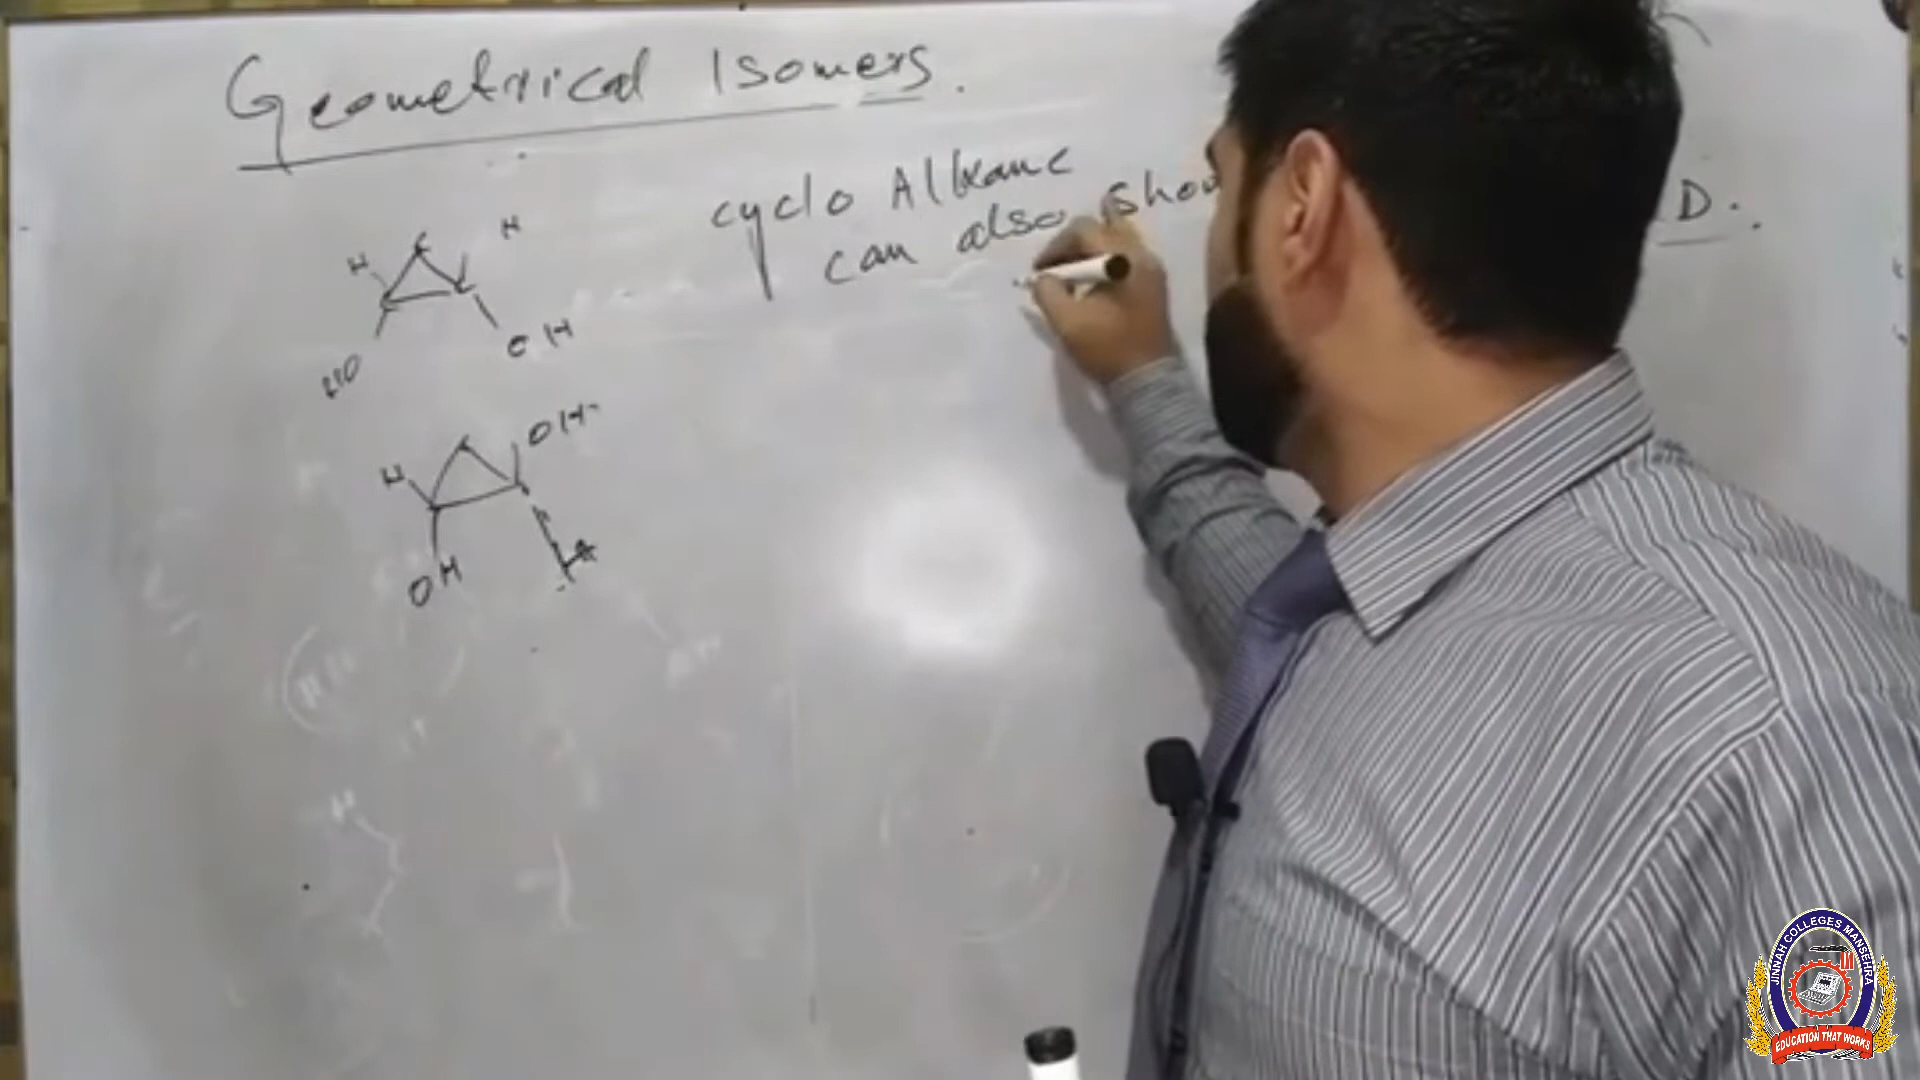 Geometrical Isomers.
cyclo Alkane
can also show
D.
H
C
H
HO
OH
H
OH
OH
H
JINNAH COLLEGES MANSEHRA
EDUCATION THAT WORKS